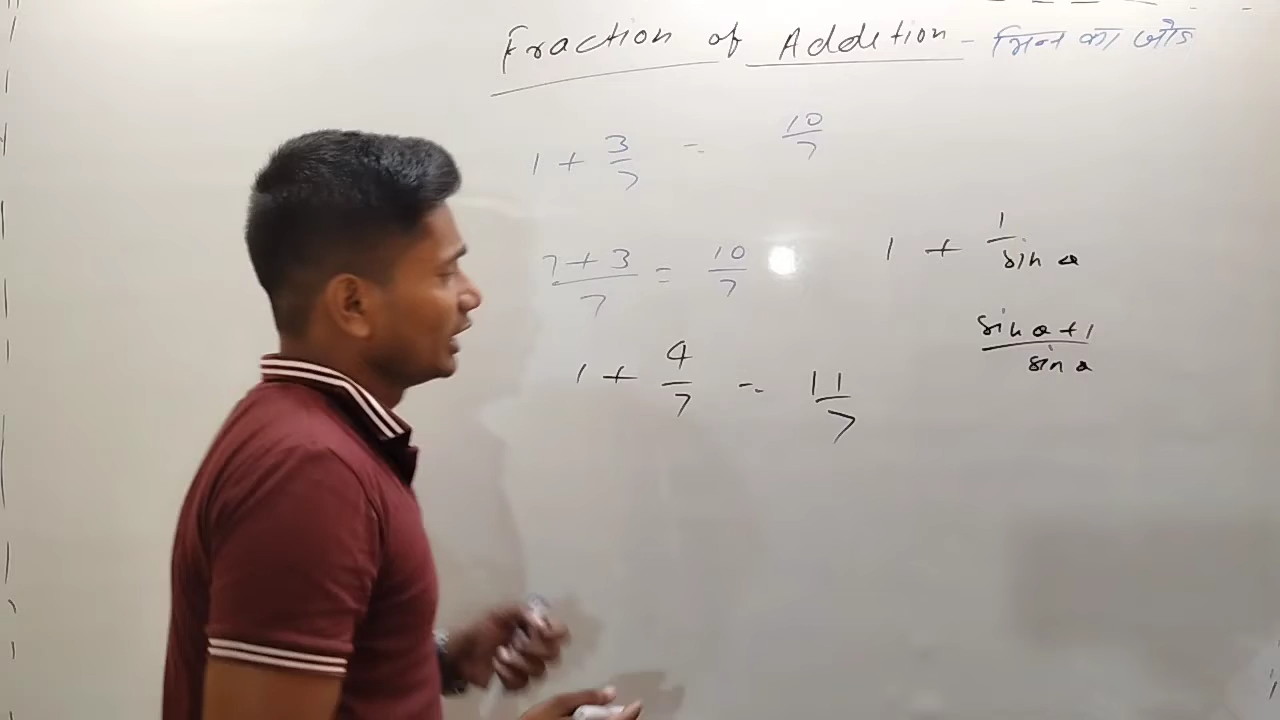 Fraction of Addetion - भिन्न का जोड
1 + 3/7 = 10/7
7+3/7 = 10/7
1 + 4/7 = 11/7
1 + 1/sin a
sin a + 1/sin a